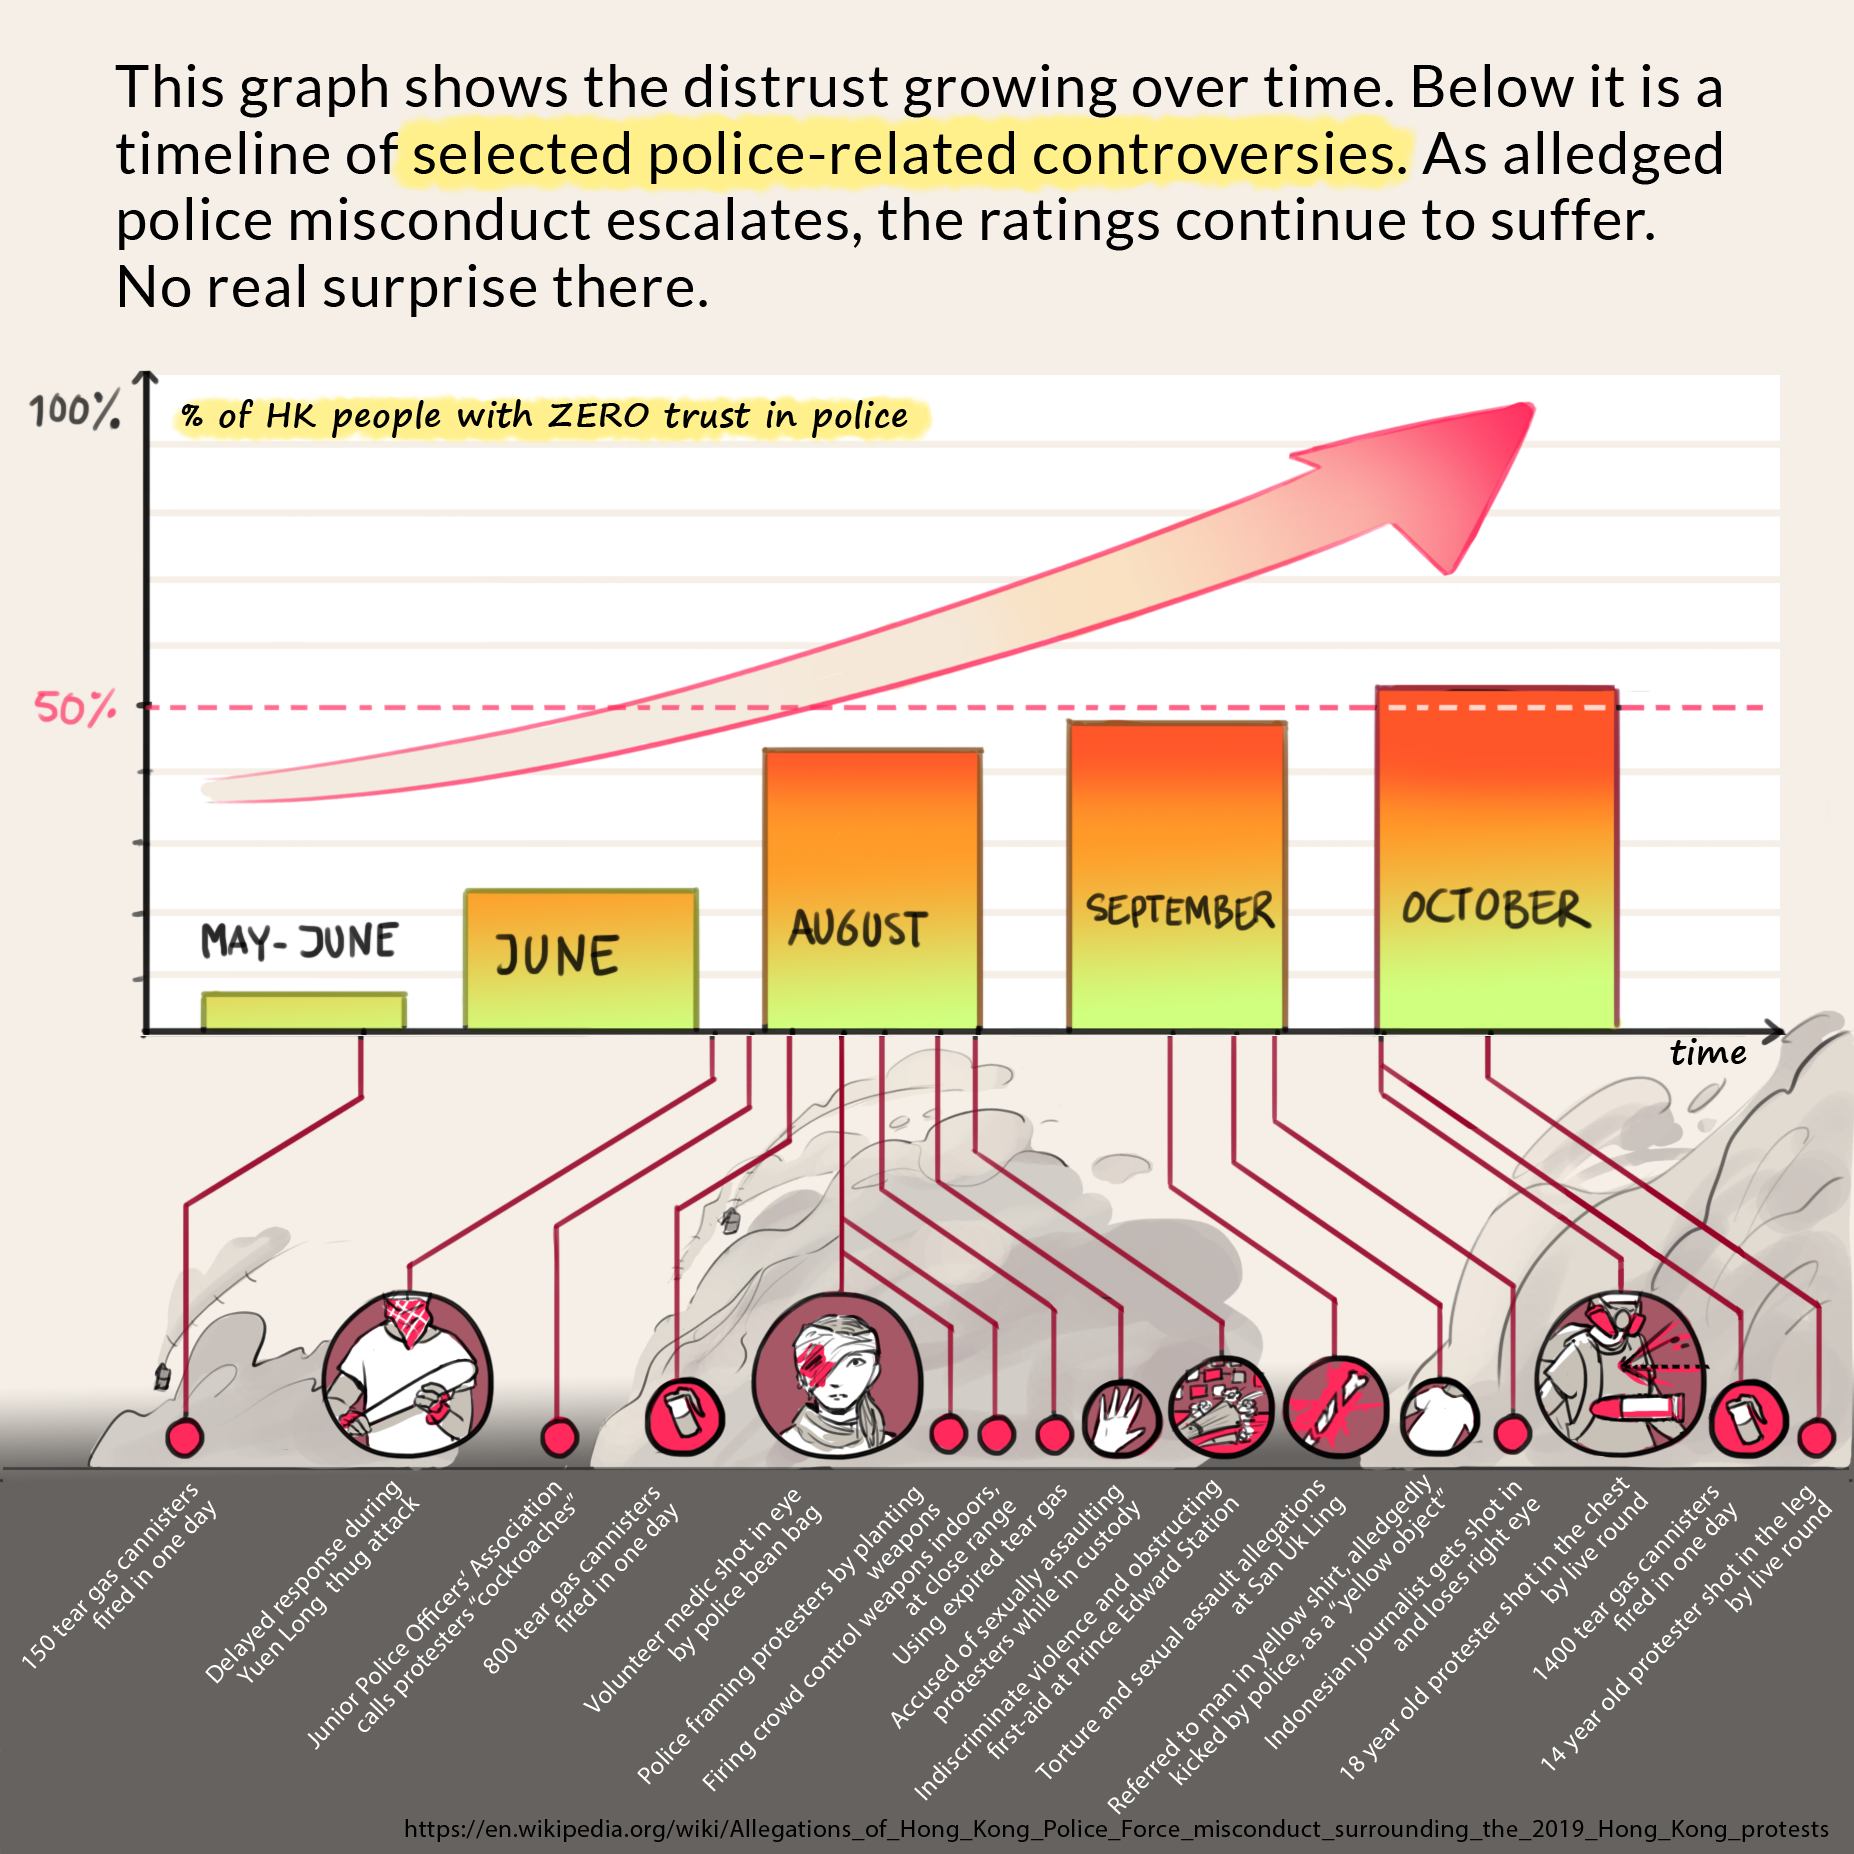 This graph shows the distrust growing over time. Below it is a
timeline of selected police-related controversies. As alledged
police misconduct escalates, the ratings continue to suffer.
No real surprise there.
100%
% of HK people with ZERO trust in police
50%
MAY-JUNE
JUNE
AUGUST
SEPTEMBER
OCTOBER
time
150 tear gas cannisters
fired in one day
Delayed response during
Yuen Long thug attack
Junior Police Officers' Association
calls protesters "cockroaches"
800 tear gas cannisters
fired in one day
Volunteer medic shot in eye
by police bean bag
Police framing protesters by planting
weapons
Firing crowd control weapons indoors,
at close range
Using expired tear gas
Accused of sexually assaulting
protesters while in custody
Indiscriminate violence and obstructing
first-aid at Prince Edward Station
Torture and sexual assault allegations
at San Uk Ling
Referred to man in yellow shirt, alledgedly
kicked by police, as a "yellow object"
Indonesian journalist gets shot in
and loses right eye
18 year old protester shot in the chest
by live round
1400 tear gas cannisters
fired in one day
14 year old protester shot in the leg
by live round
https://en.wikipedia.org/wiki/Allegations_of_Hong_Kong_Police_Force_misconduct_surrounding_the_2019_Hong_Kong_protests